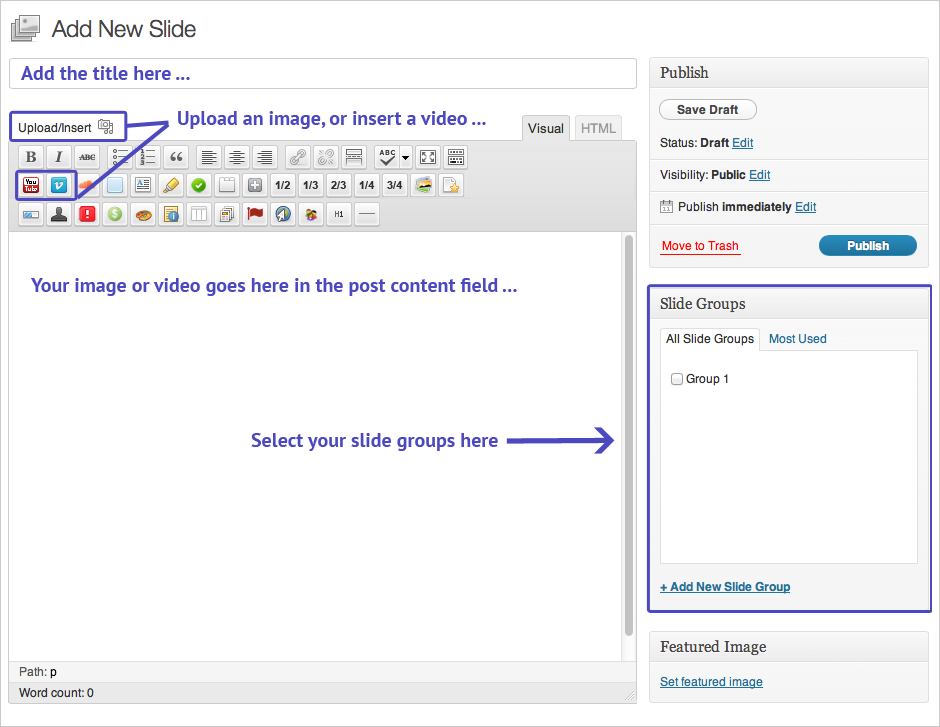 Add New Slide
Add the title here ...
Upload/Insert
Upload an image, or insert a video ...
Visual
HTML
B I ABC “ ABC
You Tube v 1/2 1/3 2/3 1/4 3/4
! $ H1
Your image or video goes here in the post content field ...
Select your slide groups here
Path: p
Word count: 0
Publish
Save Draft
Status: Draft Edit
Visibility: Public Edit
Publish immediately Edit
Move to Trash
Publish
Slide Groups
All Slide Groups
Most Used
Group 1
+ Add New Slide Group
Featured Image
Set featured image